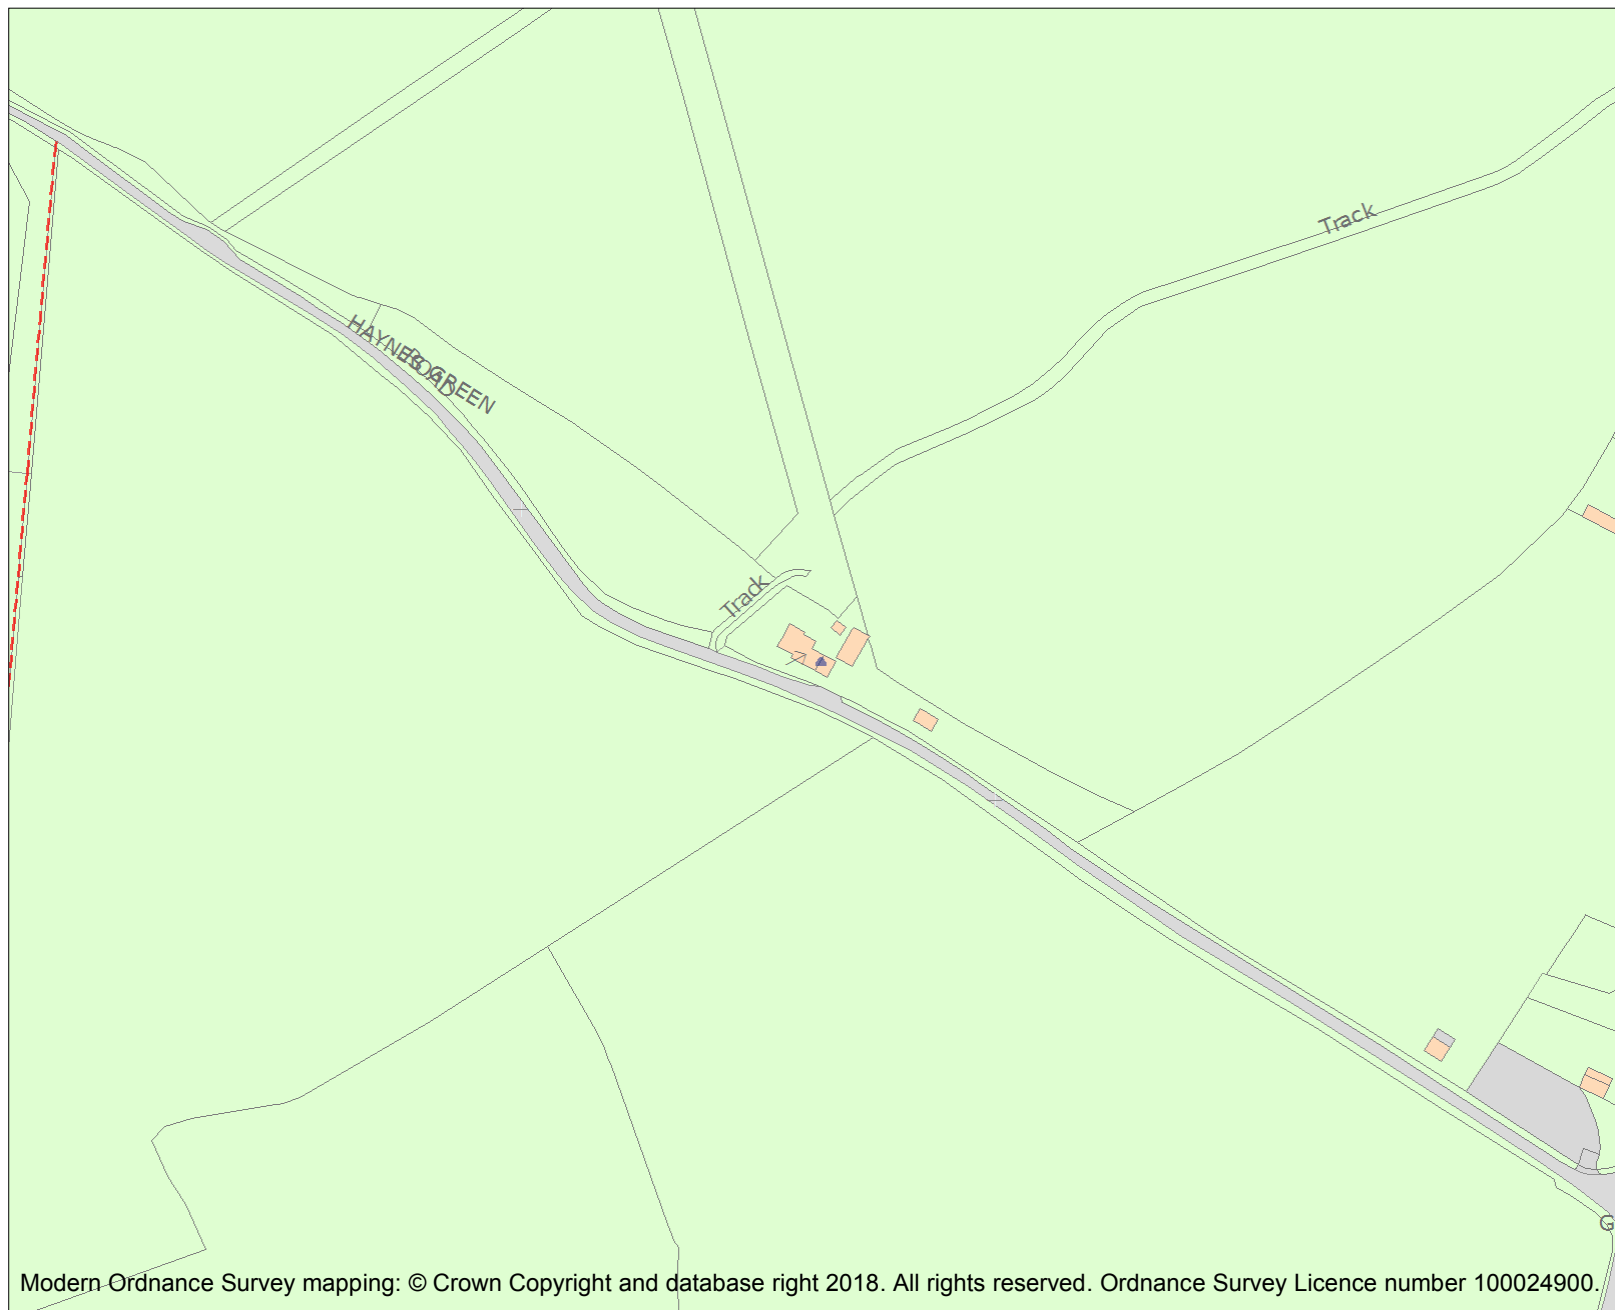 Track
HAYNES GREEN
ROAD
Track
G
Modern Ordnance Survey mapping: © Crown Copyright and database right 2018. All rights reserved. Ordnance Survey Licence number 100024900.